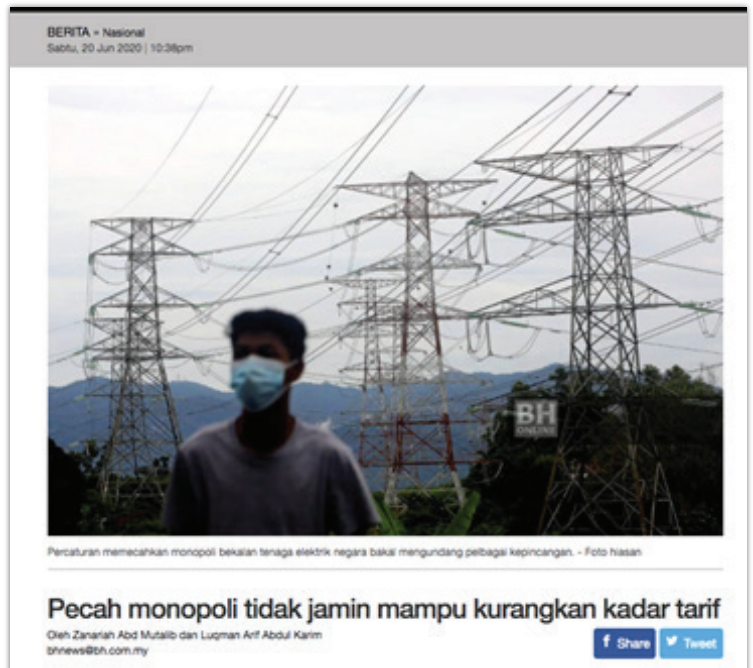 BERITA » Nasional
Sabtu, 20 Jun 2020 | 10:38pm
BH
ONLINE
Percaturan memecahkan monopoli bekalan tenaga elektrik negara bakal mengundang pelbagai kepincangan. - Foto hiasan
Pecah monopoli tidak jamin mampu kurangkan kadar tarif
Oleh Zanariah Abd Mutalib dan Luqman Arif Abdul Karim
bhnews@bh.com.my
f Share
Tweet